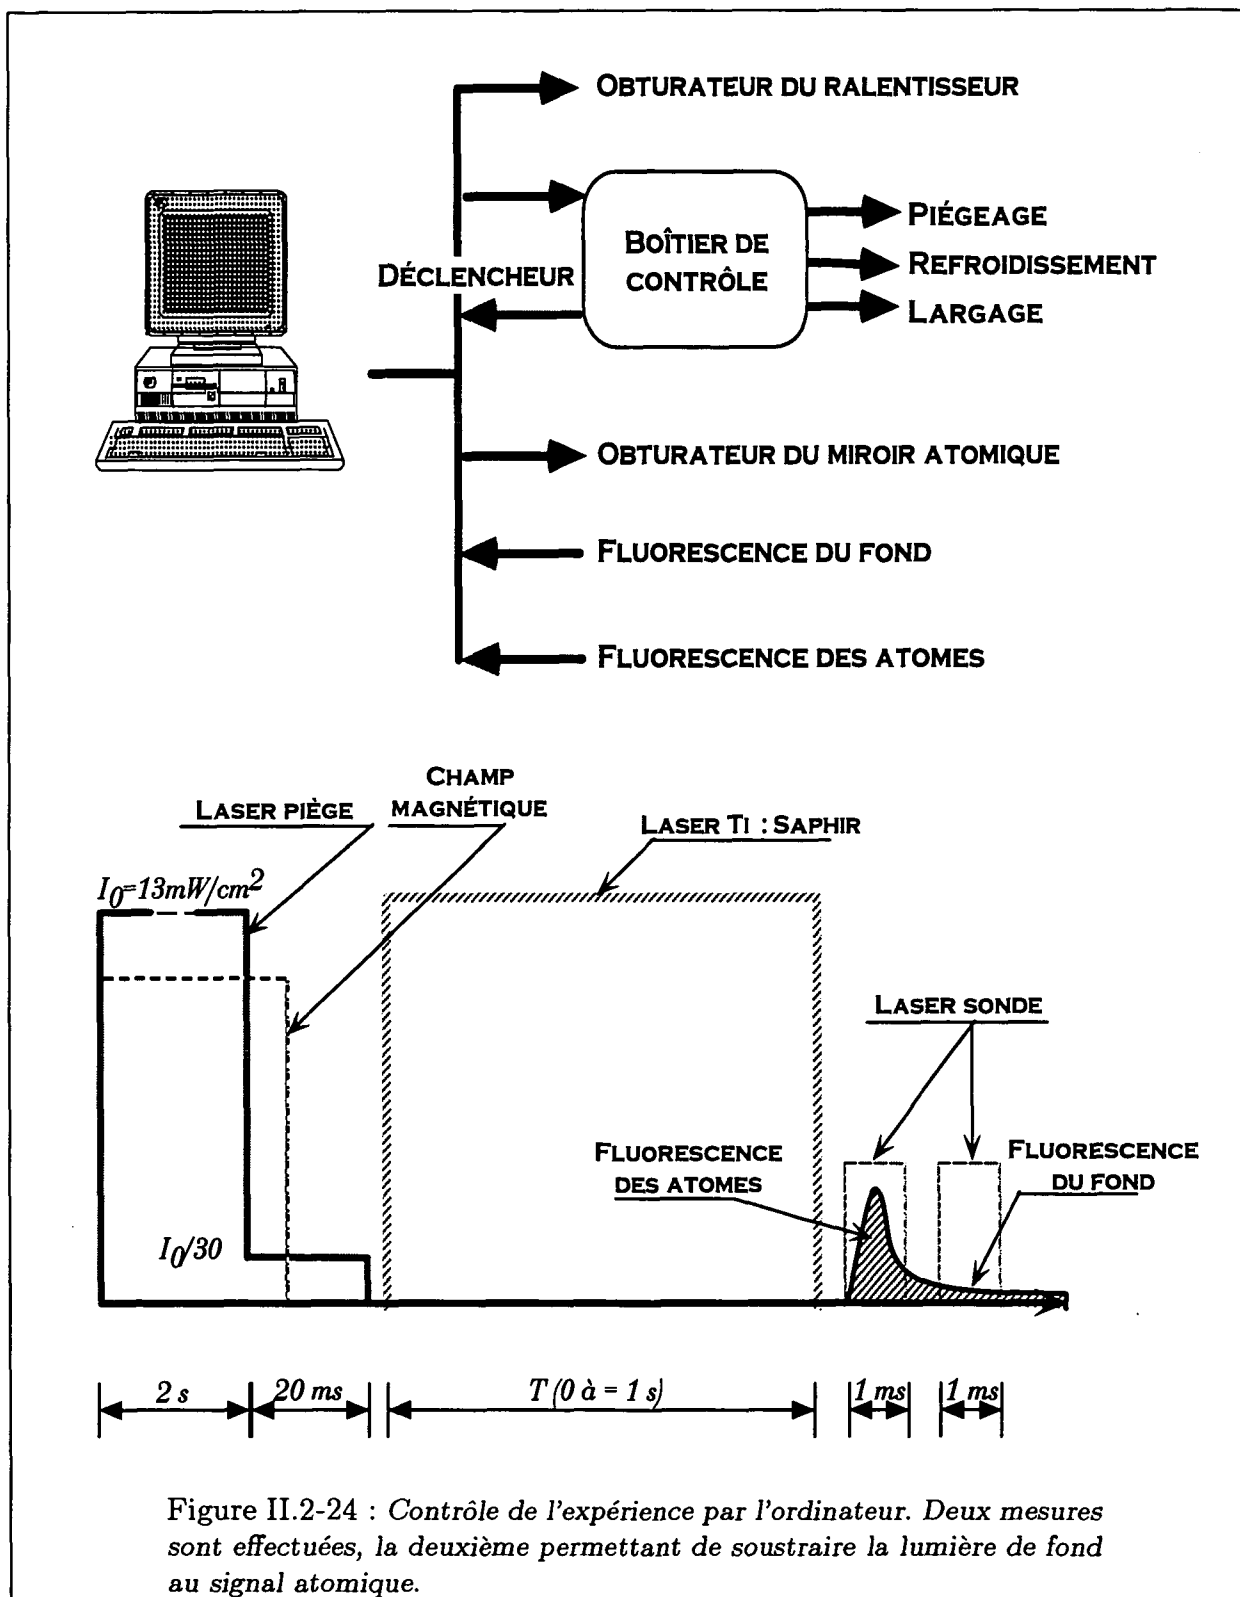 OBTURATEUR DU RALENTISSEUR
BOÎTIER DE
CONTRÔLE
PIÉGEAGE
REFROIDISSEMENT
LARGAGE
DÉCLENCHEUR
OBTURATEUR DU MIROIR ATOMIQUE
FLUORESCENCE DU FOND
FLUORESCENCE DES ATOMES
CHAMP
MAGNÉTIQUE
LASER PIÈGE
LASER TI : SAPHIR
I0=13mW/cm2
LASER SONDE
FLUORESCENCE
DES ATOMES
FLUORESCENCE
DU FOND
I0/30
2 s
20 ms
T (0 à = 1 s)
1 ms
1 ms
Figure II.2-24 : Contrôle de l'expérience par l'ordinateur. Deux mesures
sont effectuées, la deuxième permettant de soustraire la lumière de fond
au signal atomique.